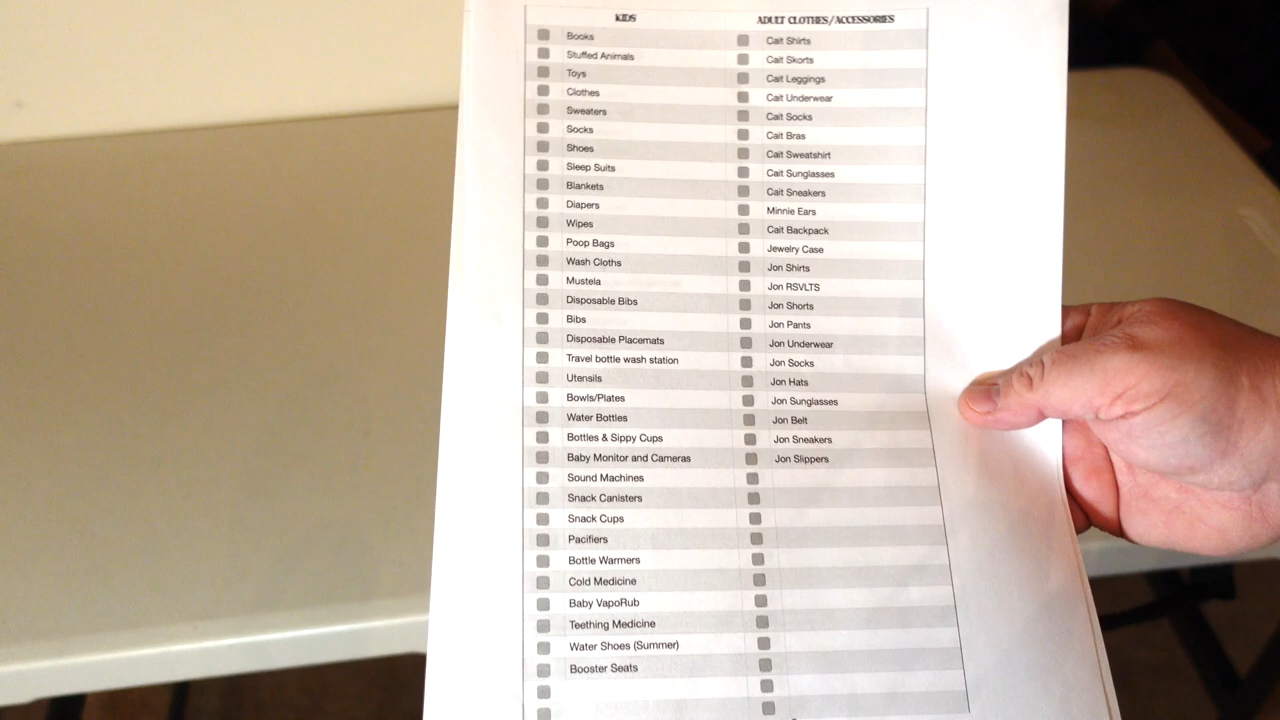 KIDS
Books
Stuffed Animals
Toys
Clothes
Sweaters
Socks
Shoes
Sleep Suits
Blankets
Diapers
Wipes
Poop Bags
Wash Cloths
Mustela
Disposable Bibs
Bibs
Disposable Placemats
Travel bottle wash station
Utensils
Bowls/Plates
Water Bottles
Bottles & Sippy Cups
Baby Monitor and Cameras
Sound Machines
Snack Canisters
Snack Cups
Pacifiers
Bottle Warmers
Cold Medicine
Baby VapoRub
Teething Medicine
Water Shoes (Summer)
Booster Seats
ADULT CLOTHES/ACCESSORIES
Cait Shirts
Cait Skorts
Cait Leggings
Cait Underwear
Cait Socks
Cait Bras
Cait Sweatshirt
Cait Sunglasses
Cait Sneakers
Minnie Ears
Cait Backpack
Jewelry Case
Jon Shirts
Jon RSVLTS
Jon Shorts
Jon Pants
Jon Underwear
Jon Socks
Jon Hats
Jon Sunglasses
Jon Belt
Jon Sneakers
Jon Slippers